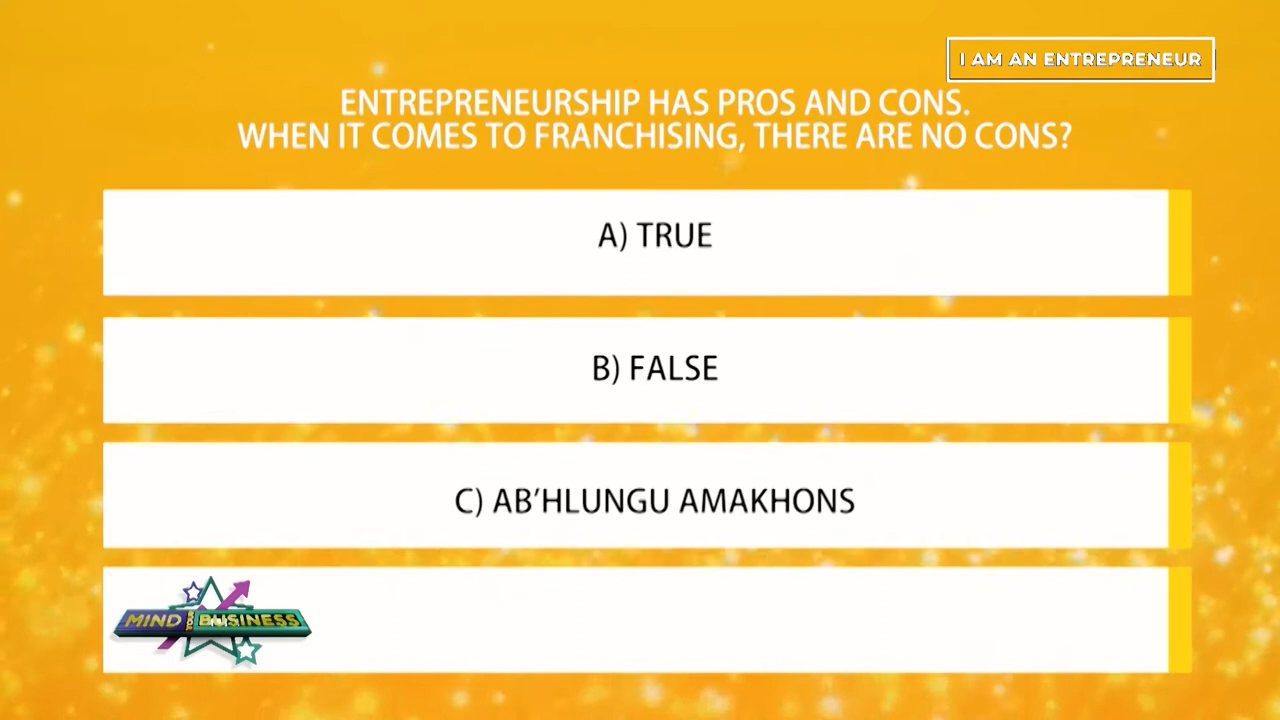 I AM AN ENTREPRENEUR
ENTREPRENEURSHIP HAS PROS AND CONS.
WHEN IT COMES TO FRANCHISING, THERE ARE NO CONS?
A) TRUE
B) FALSE
C) AB’HLUNGU AMAKHONS
MIND YOUR BUSINESS